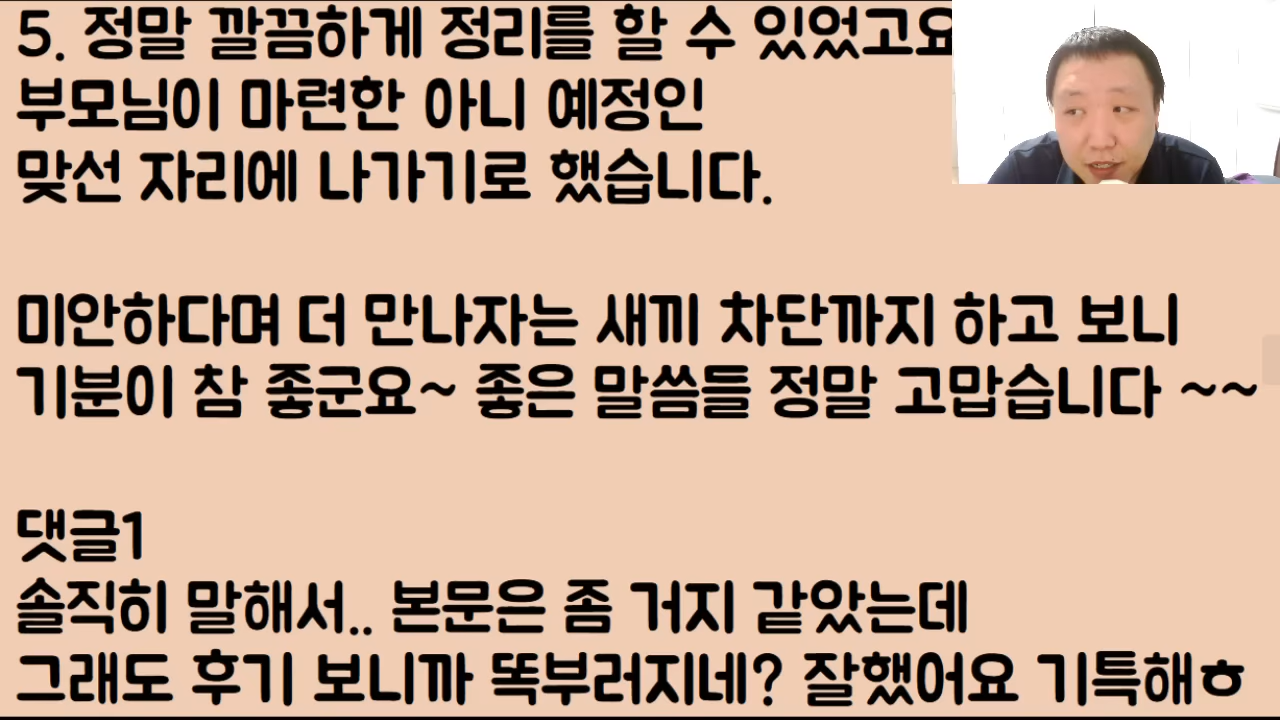 5. 정말 깔끔하게 정리를 할 수 있었고요
부모님이 마련한 아니 예정인
맞선 자리에 나가기로 했습니다.
미안하다며 더 만나자는 새끼 차단까지 하고 보니
기분이 참 좋군요~ 좋은 말씀들 정말 고맙습니다 ~~
댓글1
솔직히 말해서.. 본문은 좀 거지 같았는데
그래도 후기 보니까 똑부러지네? 잘했어요 기특해ㅎ